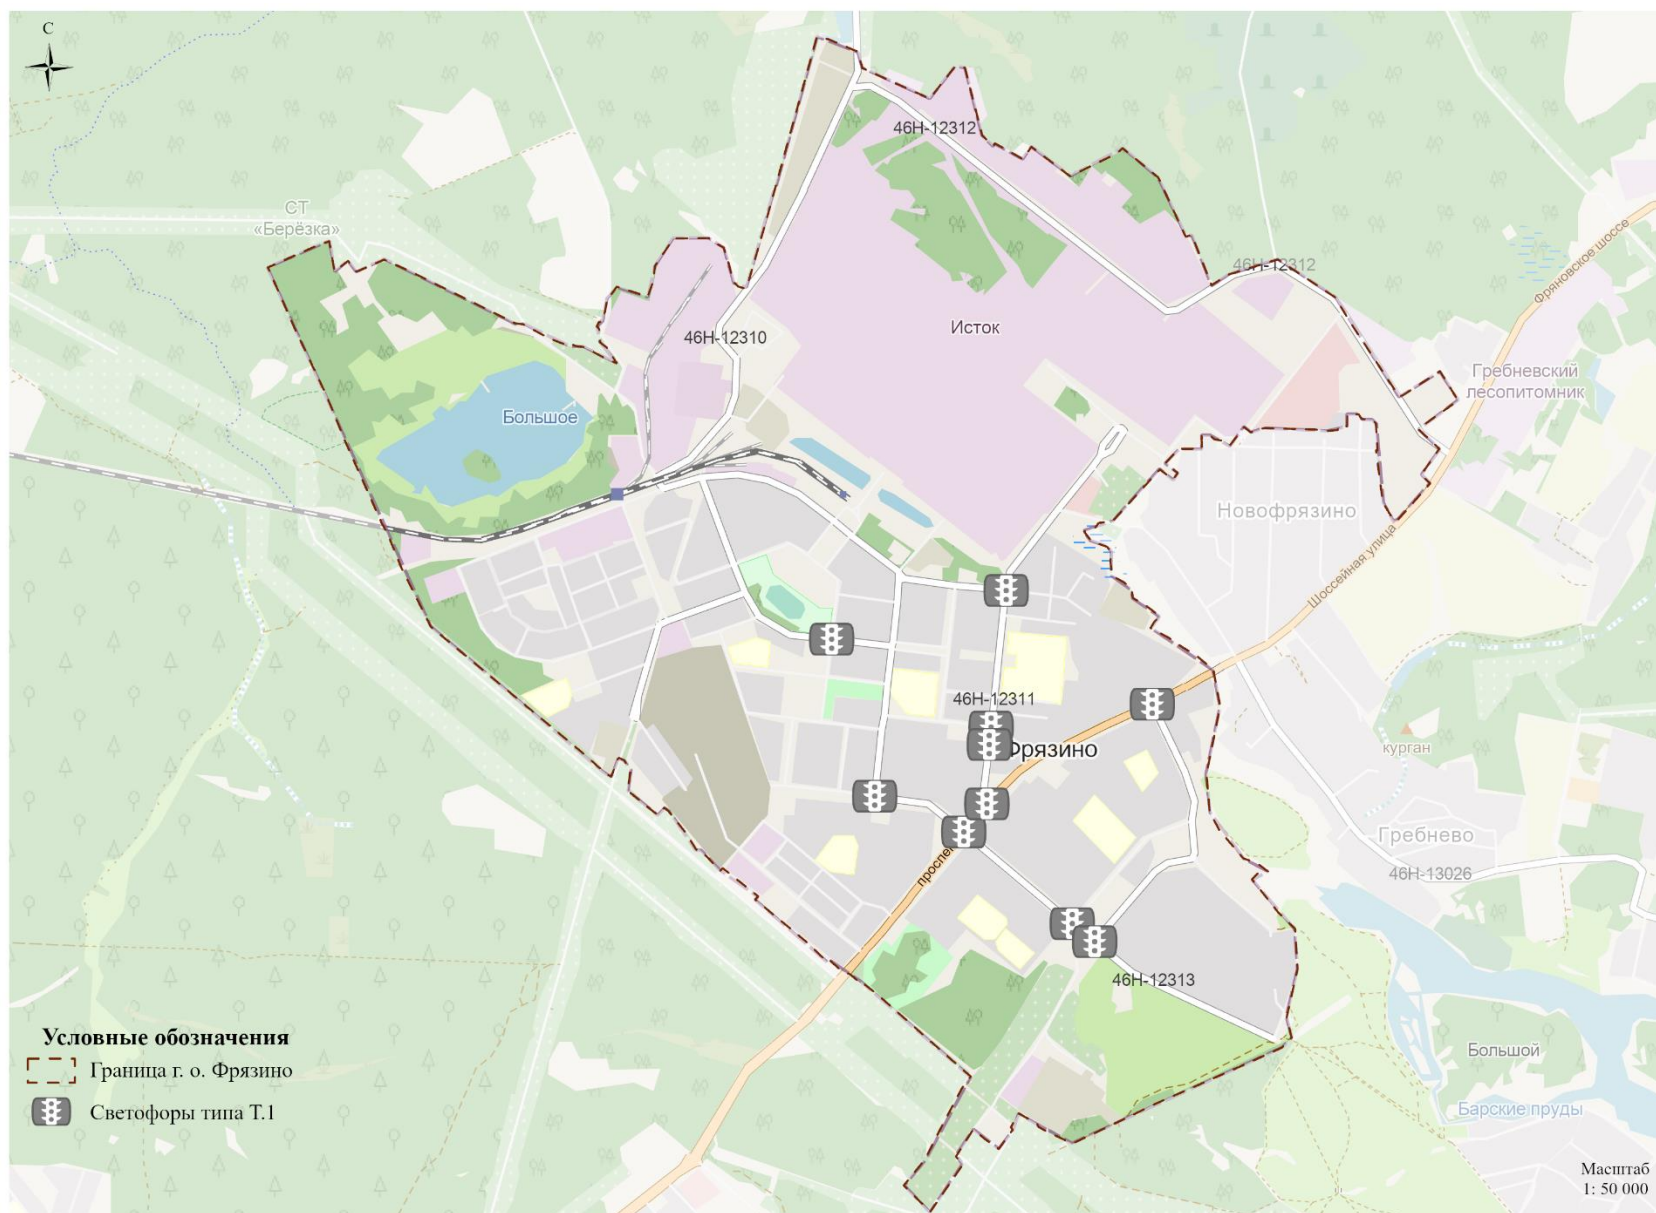 С
46Н-12312
СТ
«Берёзка»
46Н-12312
Фряновское шоссе
Исток
46Н-12310
Гребневский
лесопитомник
Большое
Новофрязино
Шоссейная улица
46Н-12311
Фрязино
курган
Гребнево
46Н-13026
46Н-12313
Условные обозначения
Граница г. о. Фрязино
Светофоры типа Т.1
Большой
Барские пруды
Масштаб
1: 50 000